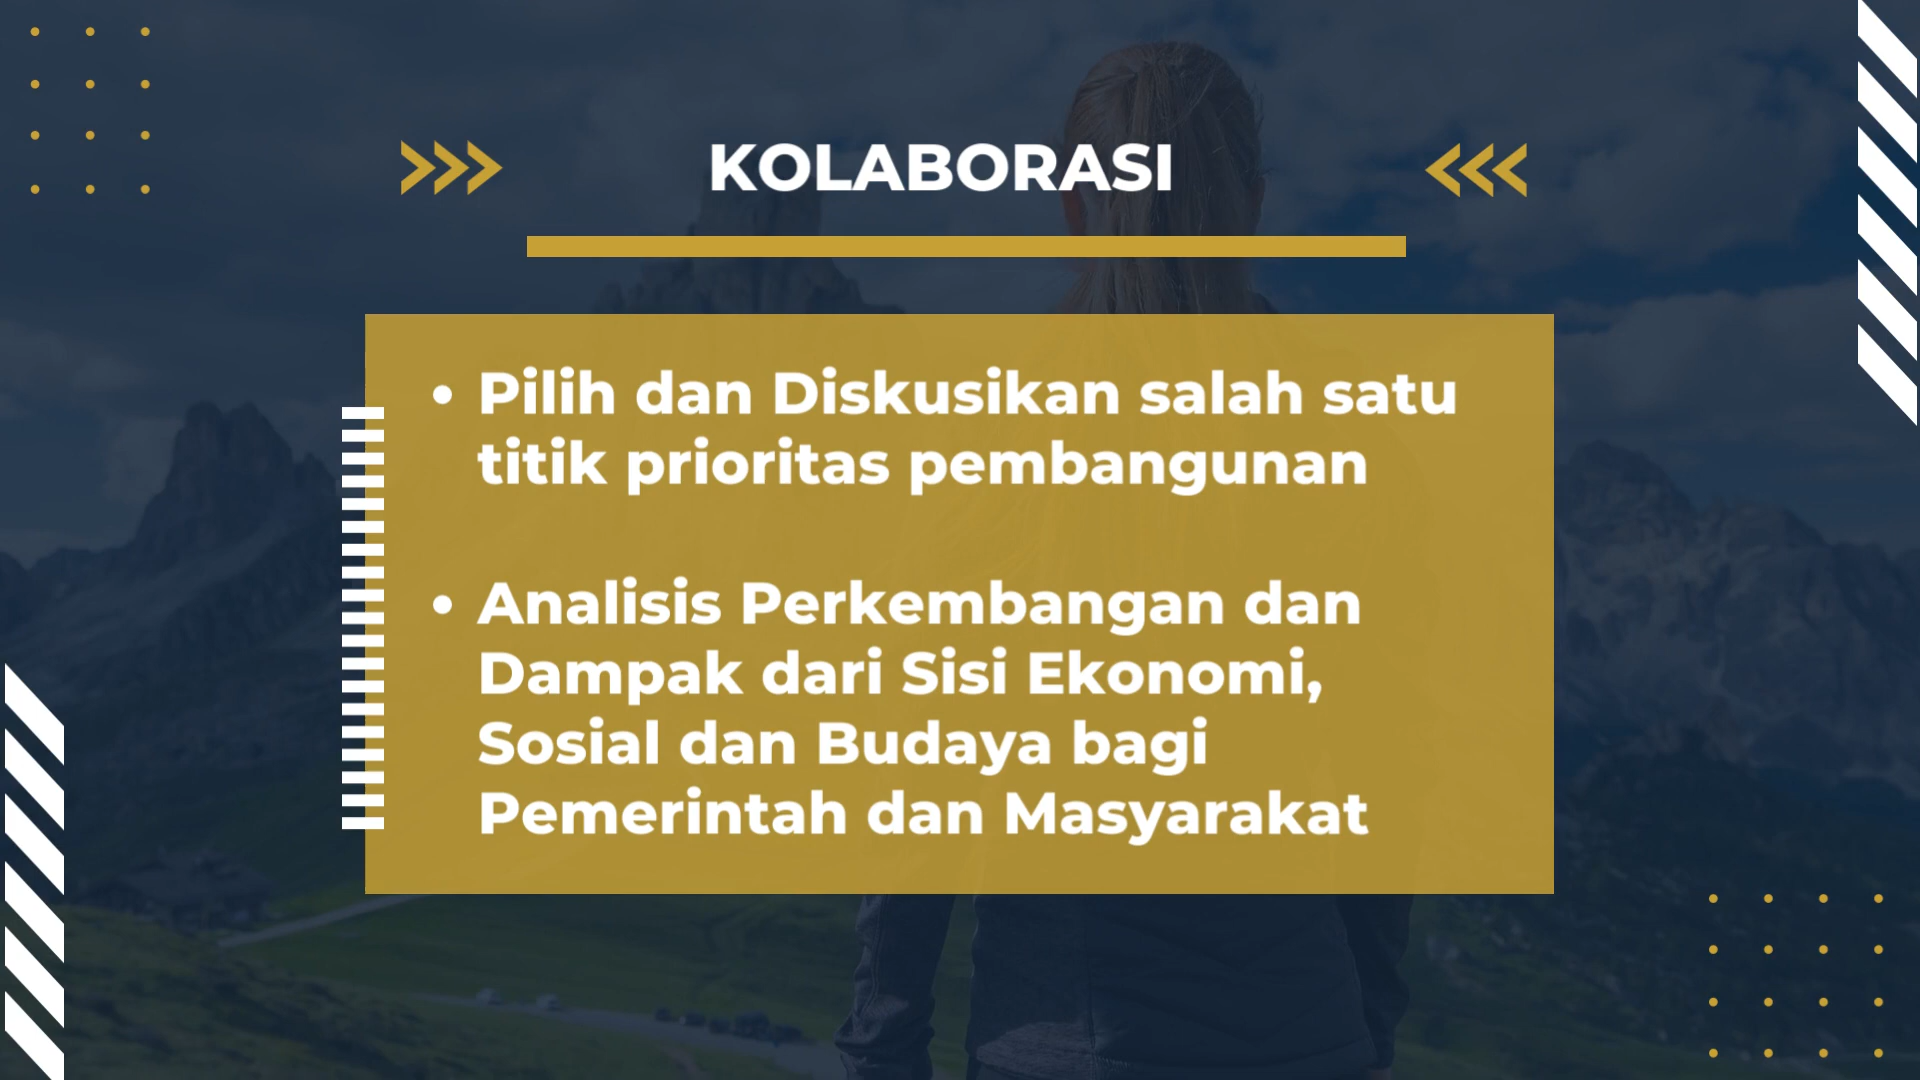 KOLABORASI
• Pilih dan Diskusikan salah satu
titik prioritas pembangunan
• Analisis Perkembangan dan
Dampak dari Sisi Ekonomi,
Sosial dan Budaya bagi
Pemerintah dan Masyarakat